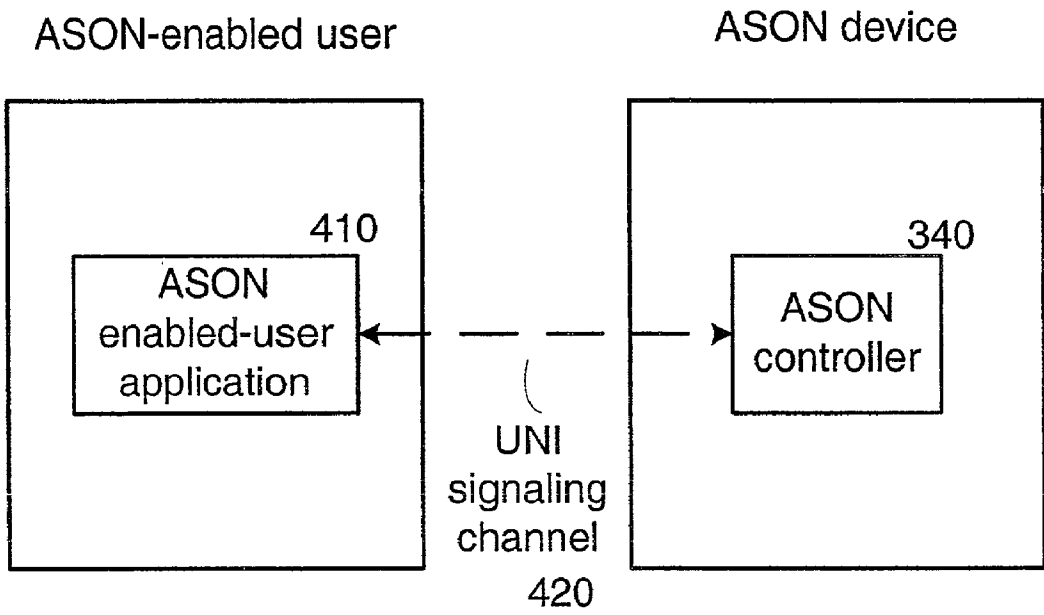 ASON-enabled user
ASON device
410
ASON
enabled-user
application
340
ASON
controller
UNI
signaling
channel
420